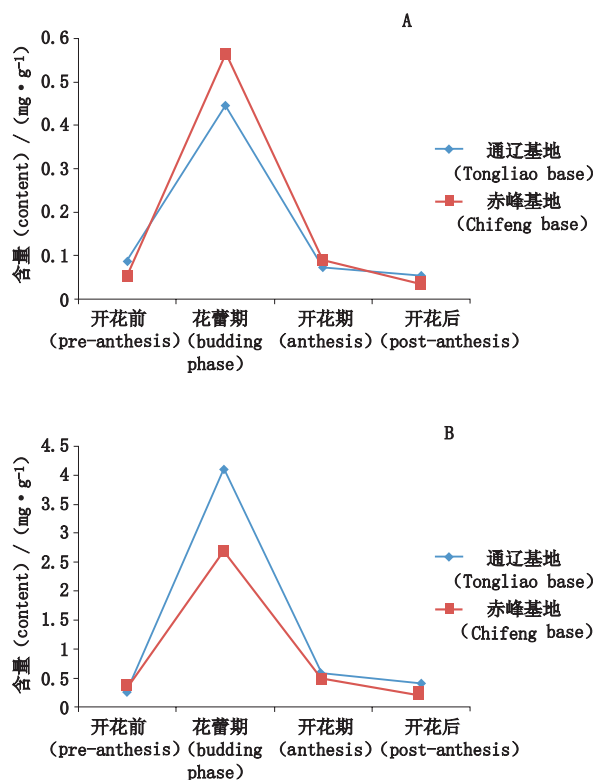 A
含量(content)/(mg·g⁻¹)
0.6
0.5
0.4
0.3
0.2
0.1
0
通辽基地
(Tongliao base)
赤峰基地
(Chifeng base)
开花前 花蕾期 开花期 开花后
(pre-anthesis) (budding (anthesis) (post-anthesis)
phase)
B
含量(content)/(mg·g⁻¹)
4.5
4
3.5
3
2.5
2
1.5
1
0.5
0
通辽基地
(Tongliao base)
赤峰基地
(Chifeng base)
开花前 花蕾期 开花期 开花后
(pre-anthesis) (budding (anthesis) (post-anthesis)
phase)